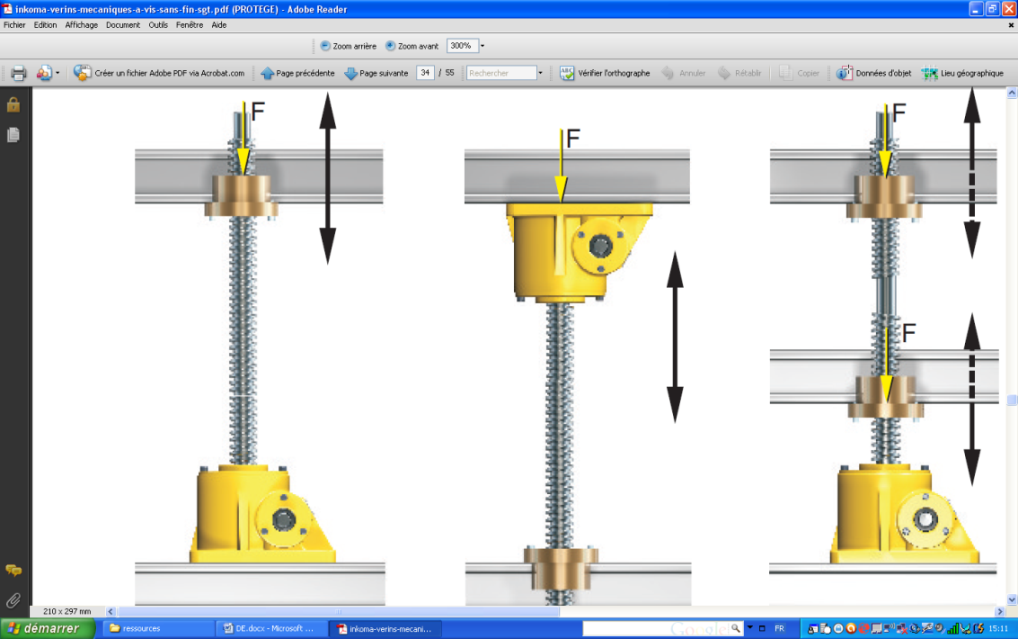 inkoma-verins-mecaniques-a-vis-sans-fin-sgt.pdf (PROTEGE) - Adobe Reader
Fichier Edition Affichage Document Outils Fenêtre Aide
Zoom arrière Zoom avant 300%
Créer un fichier Adobe PDF via Acrobat.com Page précédente Page suivante 34 / 55 Rechercher Vérifier l'orthographe Annuler Rétablir Copier Données d'objet Lieu géographique
F
F
F
F
210 x 297 mm
démarrer ressources DE.docx - Microsoft ... inkoma-verins-mecani... Google FR 15:11